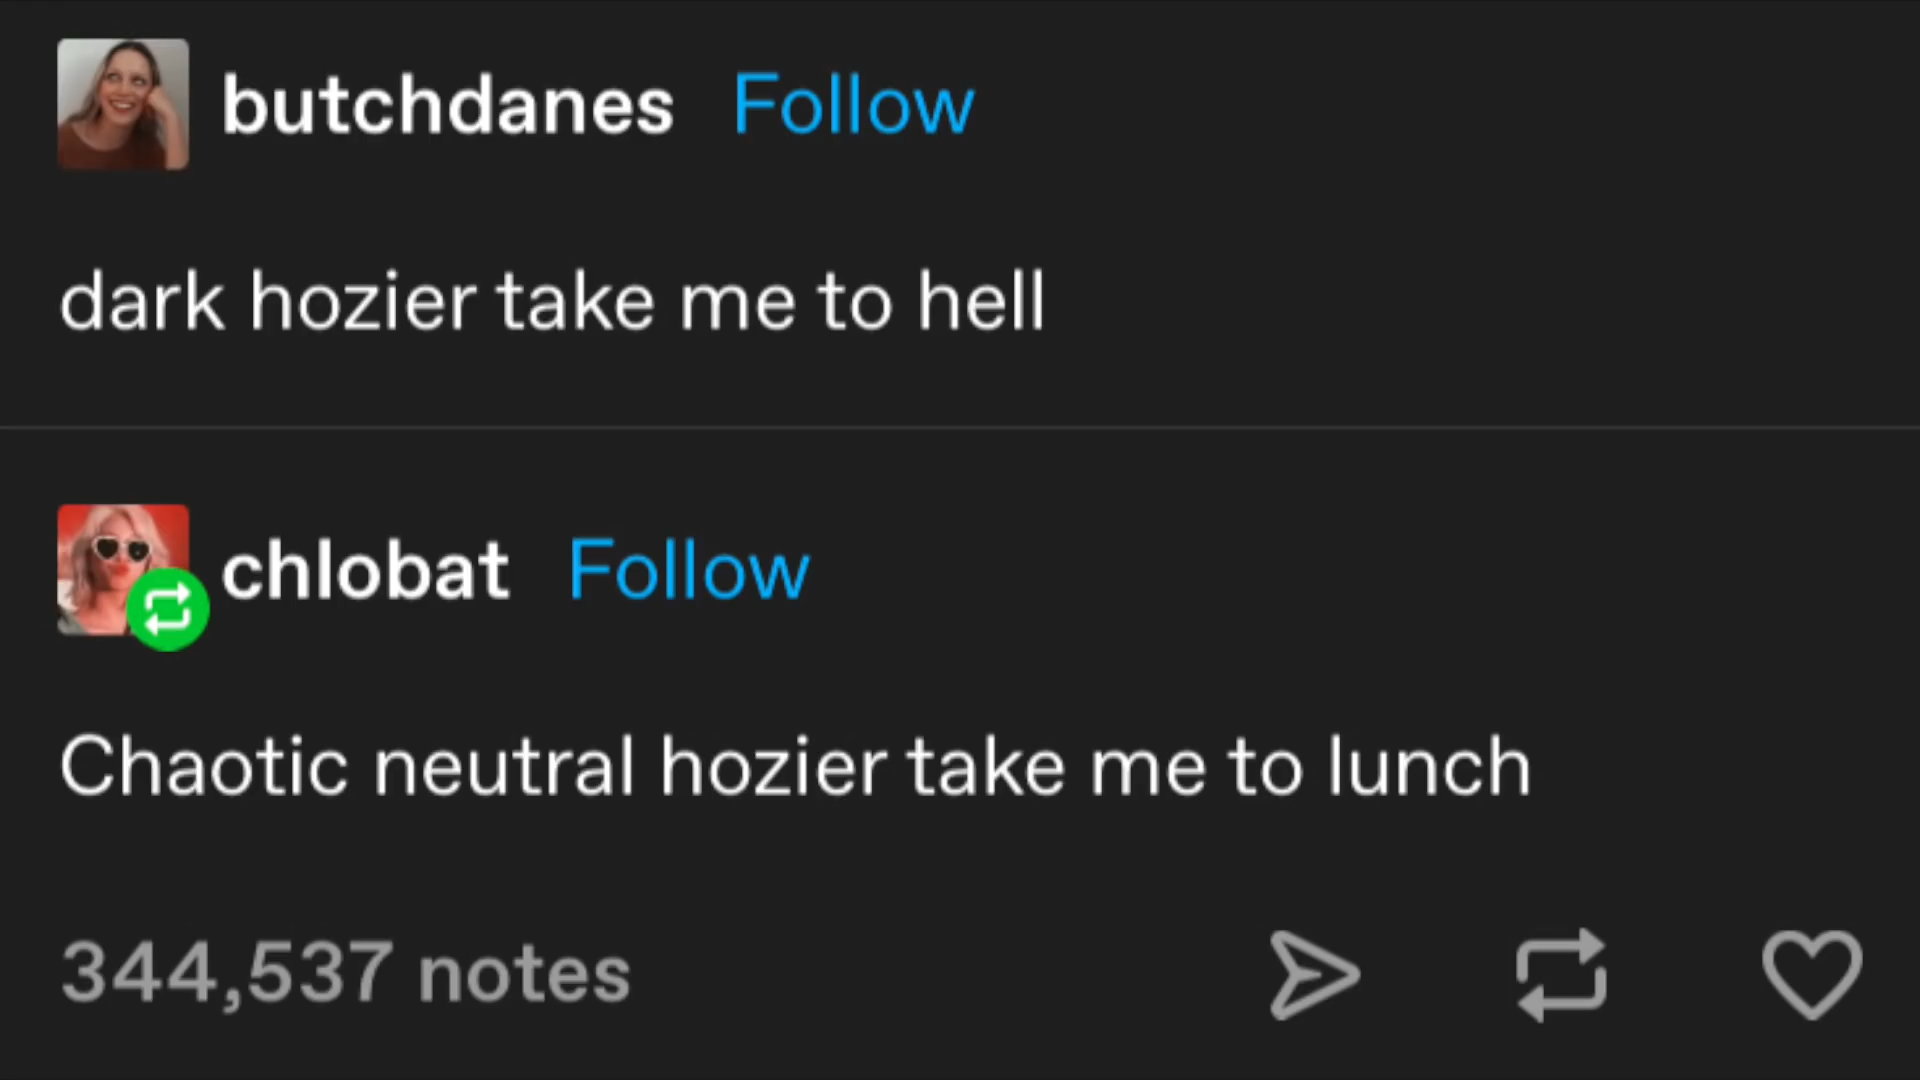 butchdanes Follow
dark hozier take me to hell
chlobat Follow
Chaotic neutral hozier take me to lunch
344,537 notes